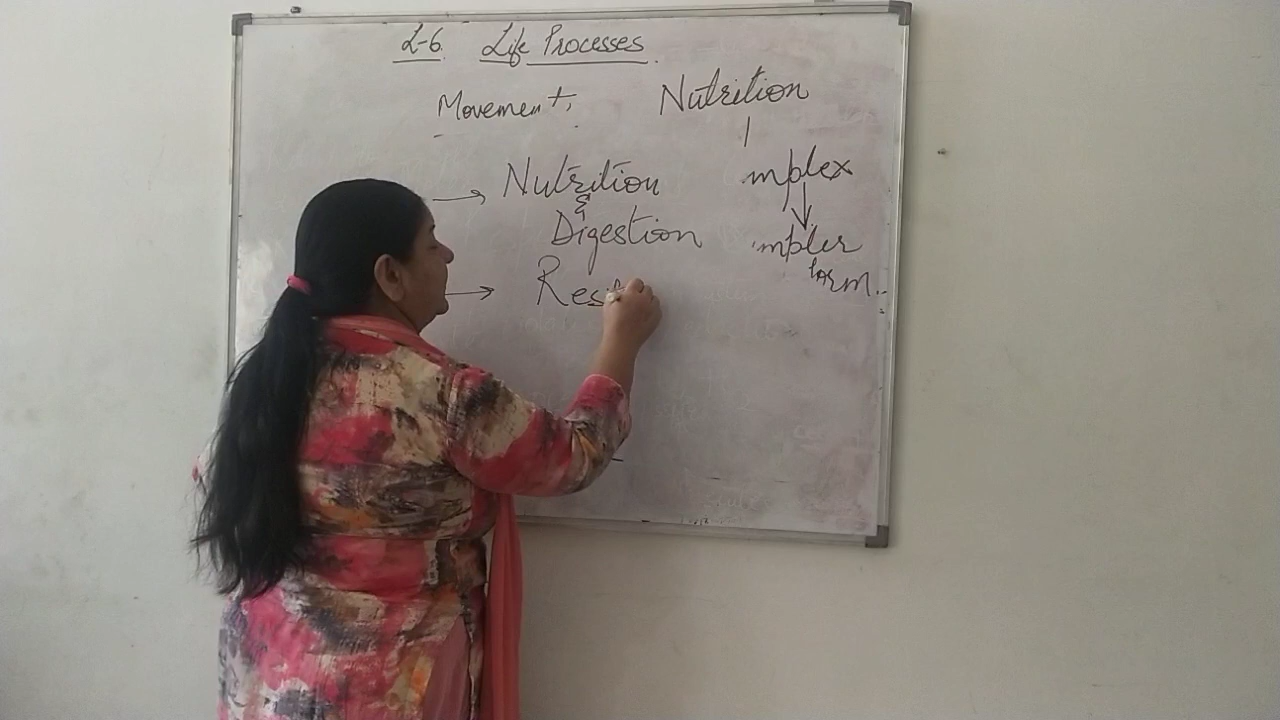 L-6. Life Processes.
Movement,
Nutrition
→ Nutrition
&
Digestion
mplex
↓
mpler
form.
→ Res